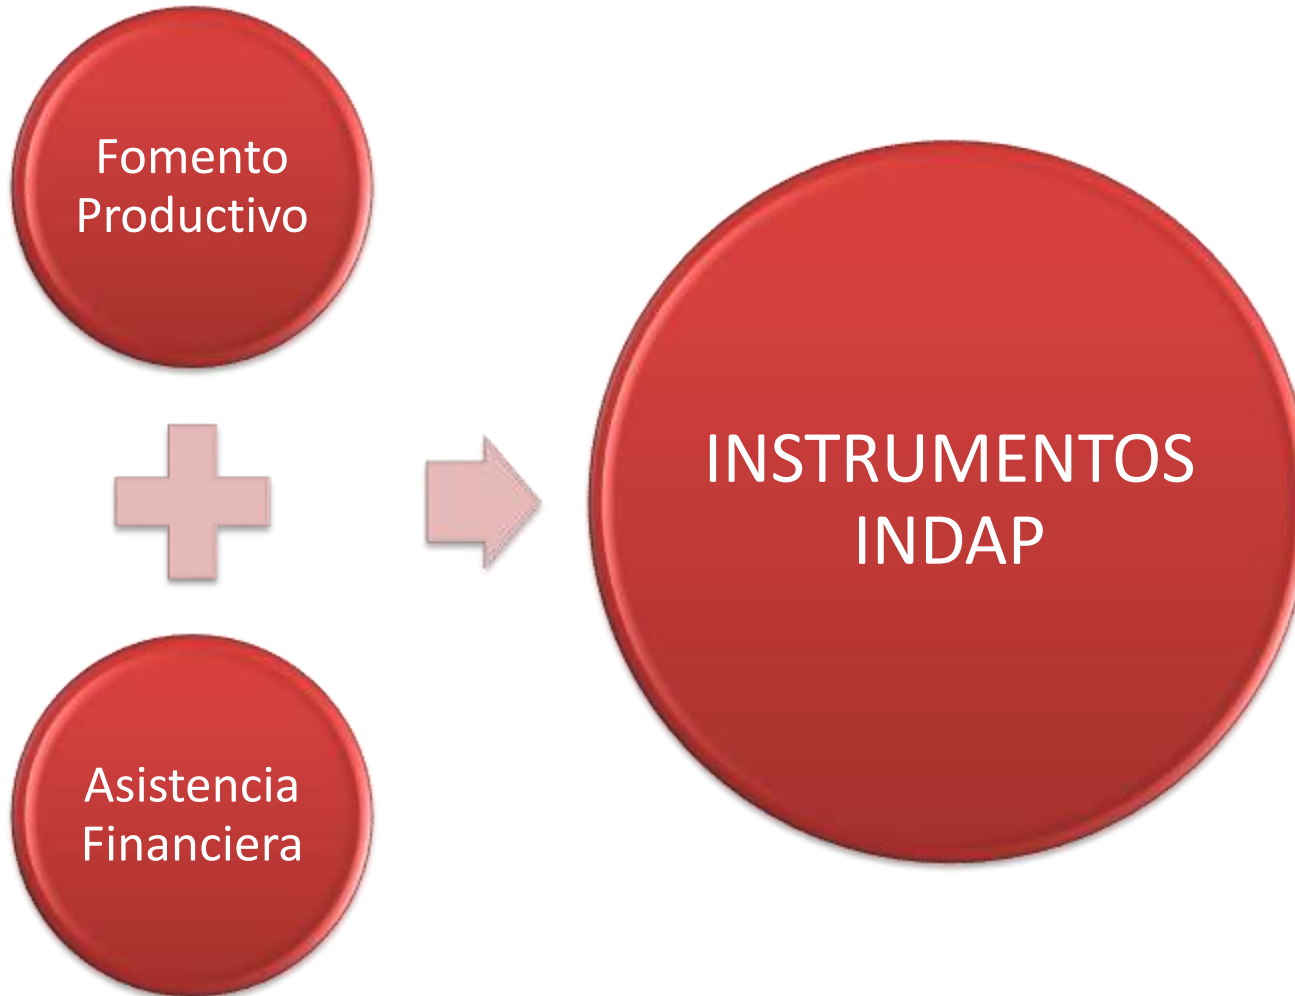 Fomento
Productivo
Asistencia
Financiera
INSTRUMENTOS
INDAP